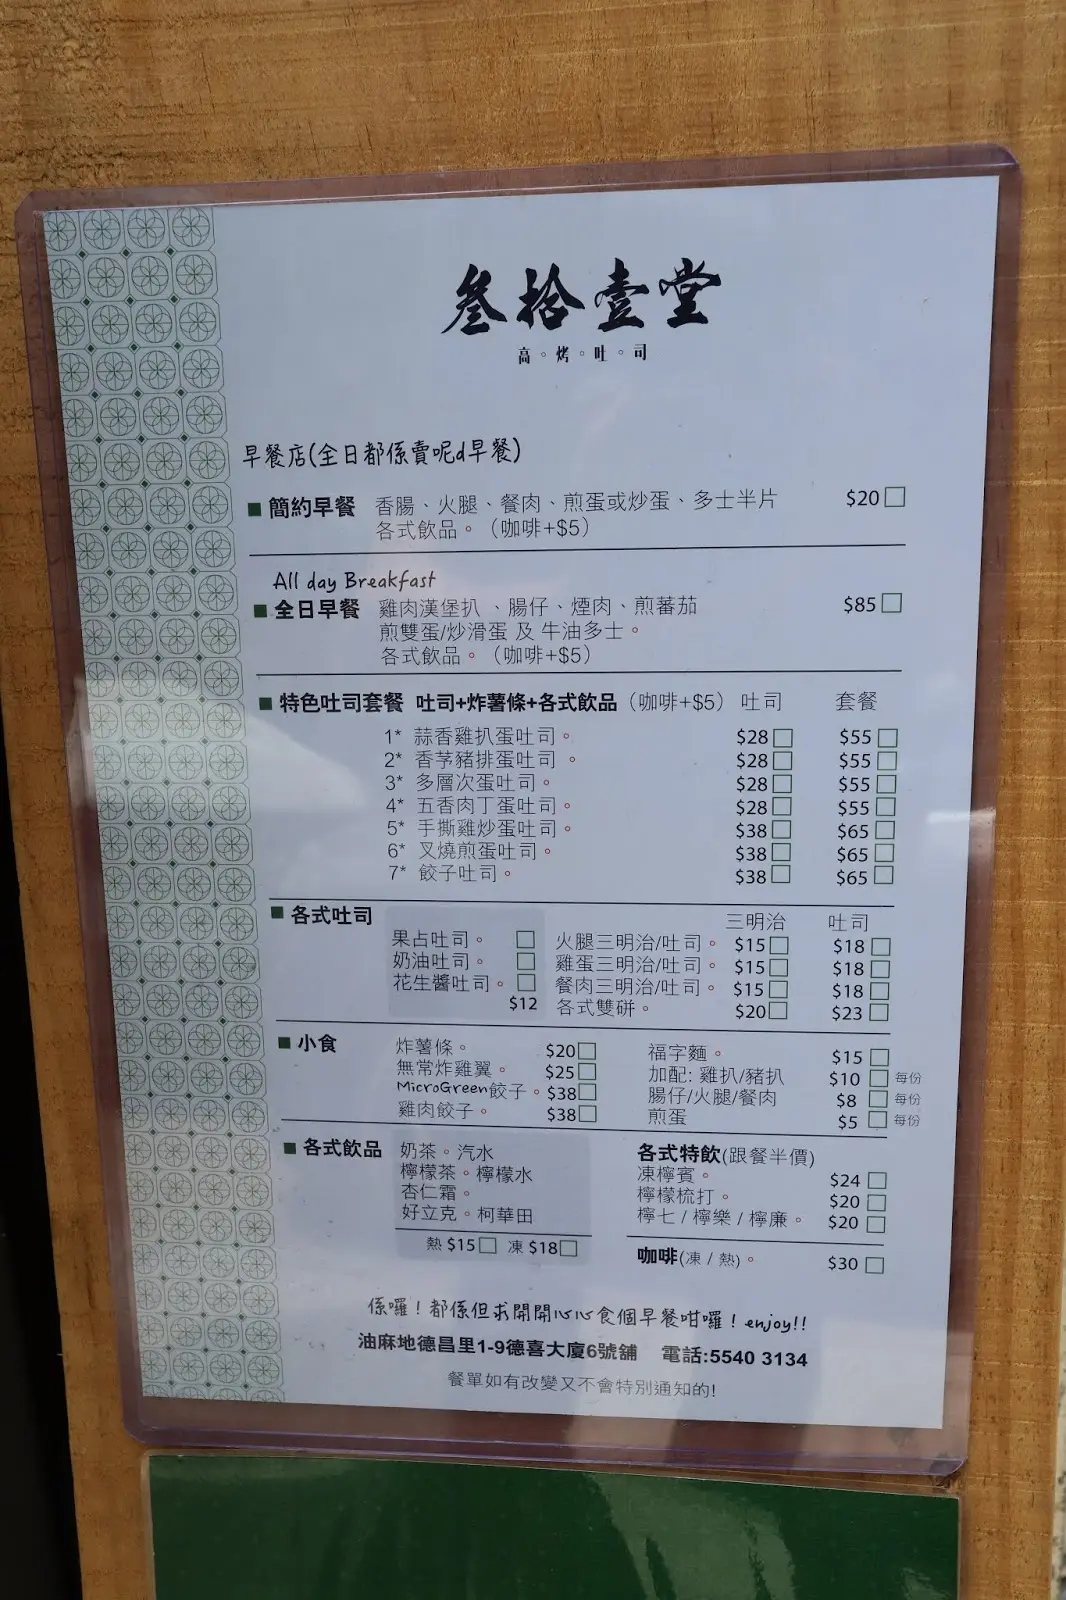 叁拾壹堂
高。烤。吐。司
早餐店(全日都係賣呢d早餐)
■ 簡約早餐 香腸、火腿、餐肉、煎蛋或炒蛋、多士半片 $20
各式飲品。（咖啡+$5）
All day Breakfast
■ 全日早餐 雞肉漢堡扒 、腸仔、煙肉、煎蕃茄 $85
煎雙蛋/炒滑蛋 及 牛油多士。
各式飲品。（咖啡+$5）
■ 特色吐司套餐 吐司+炸薯條+各式飲品（咖啡+$5） 吐司 套餐
1* 蒜香雞扒蛋吐司。 $28 $55
2* 香茅豬排蛋吐司 。 $28 $55
3* 多層次蛋吐司。 $28 $55
4* 五香肉丁蛋吐司。 $28 $55
5* 手撕雞炒蛋吐司。 $38 $65
6* 叉燒煎蛋吐司。 $38 $65
7* 餃子吐司。 $38 $65
■ 各式吐司 三明治 吐司
果占吐司。 火腿三明治/吐司。 $15 $18
奶油吐司。 雞蛋三明治/吐司。 $15 $18
花生醬吐司。 餐肉三明治/吐司。 $15 $18
$12 各式雙砰。 $20 $23
■ 小食 炸薯條。 $20 福字麵。 $15
無常炸雞翼。 $25 加配: 雞扒/豬扒 $10 每份
MicroGreen餃子。 $38 腸仔/火腿/餐肉 $8 每份
雞肉餃子。 $38 煎蛋 $5 每份
■ 各式飲品 奶茶。汽水 各式特飲(跟餐半價)
檸檬茶。檸檬水 凍檸賓。 $24
杏仁霜。 檸檬梳打。 $20
好立克。柯華田 檸七 / 檸樂 / 檸廉。 $20
熱 $15 凍 $18 咖啡(凍 / 熱)。 $30
係囉！都係但求開開心心食個早餐咁囉！enjoy!!
油麻地德昌里1-9德喜大廈6號舖 電話:5540 3134
餐單如有改變又不會特別通知的!